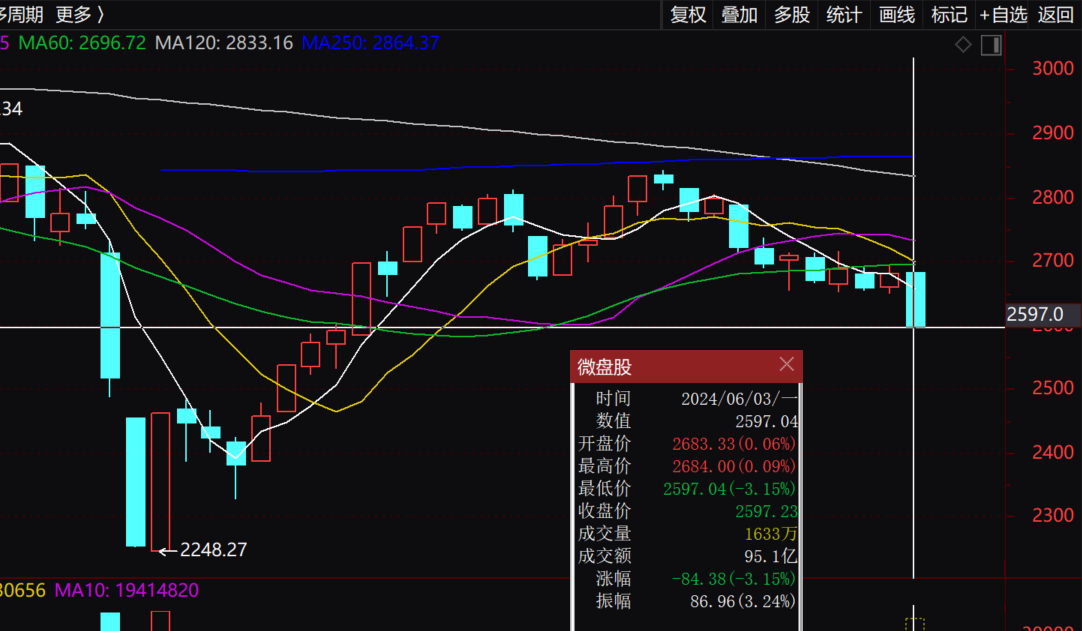 多周期 更多 〉 复权 叠加 多股 统计 画线 标记 +自选 返回
5 MA60: 2696.72 MA120: 2833.16 MA250: 2864.37
3000
.34
2900
2800
2700
2597.0
2500
2400
2300
微盘股
时间 2024/06/03/一
数值 2597.04
开盘价 2683.33(0.06%)
最高价 2684.00(0.09%)
最低价 2597.04(-3.15%)
收盘价 2597.23
成交量 1633万
成交额 95.1亿
涨幅 -84.38(-3.15%)
振幅 86.96(3.24%)
2248.27
30656 MA10: 19414820